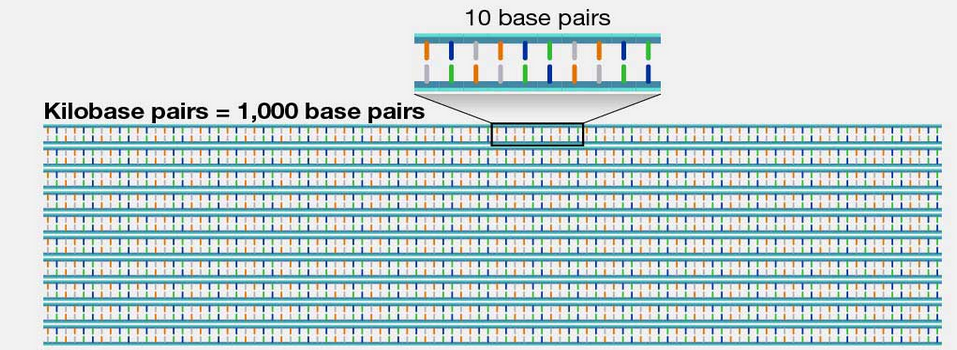 10 base pairs
Kilobase pairs = 1,000 base pairs